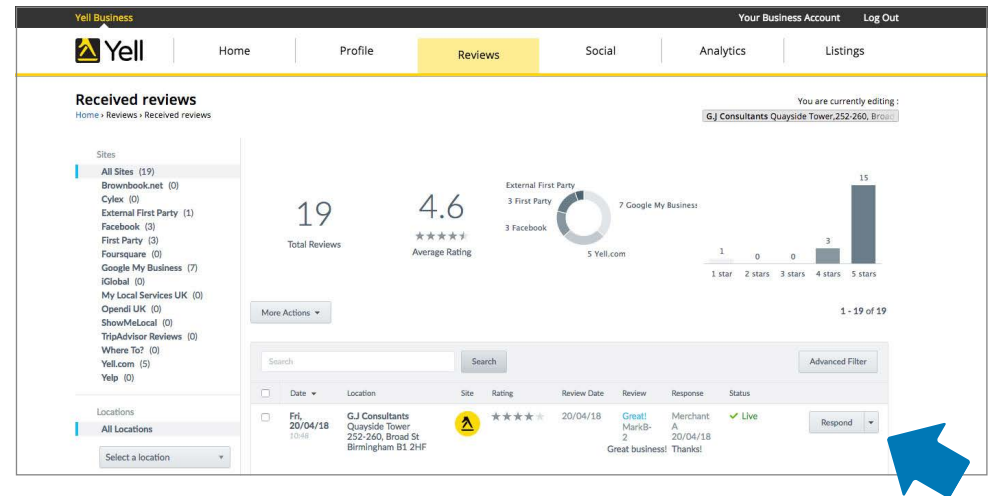 Yell Business
Your Business Account Log Out
Yell
Home Profile Reviews Social Analytics Listings
Received reviews
Home › Reviews › Received reviews
You are currently editing :
G.J Consultants Quayside Tower,252-260, Broad
Sites
All Sites (19)
Brownbook.net (0)
Cylex (0)
External First Party (1)
Facebook (3)
First Party (3)
Foursquare (0)
Google My Business (7)
iGlobal (0)
My Local Services UK (0)
Opendi UK (0)
ShowMeLocal (0)
TripAdvisor Reviews (0)
Where To? (0)
Yell.com (5)
Yelp (0)
Locations
All Locations
Select a location
19
Total Reviews
4.6
Average Rating
External First Party
3 First Party
3 Facebook
7 Google My Business
5 Yell.com
15
3
1 0 0
1 star 2 stars 3 stars 4 stars 5 stars
More Actions
1 - 19 of 19
Search Search Advanced Filter
Date Location Site Rating Review Date Review Response Status
Fri, G.J Consultants 20/04/18 Great! Merchant Live Respond
20/04/18 Quayside Tower MarkB- A
10:48 252-260, Broad St 2 20/04/18
Birmingham B1 2HF Great business! Thanks!